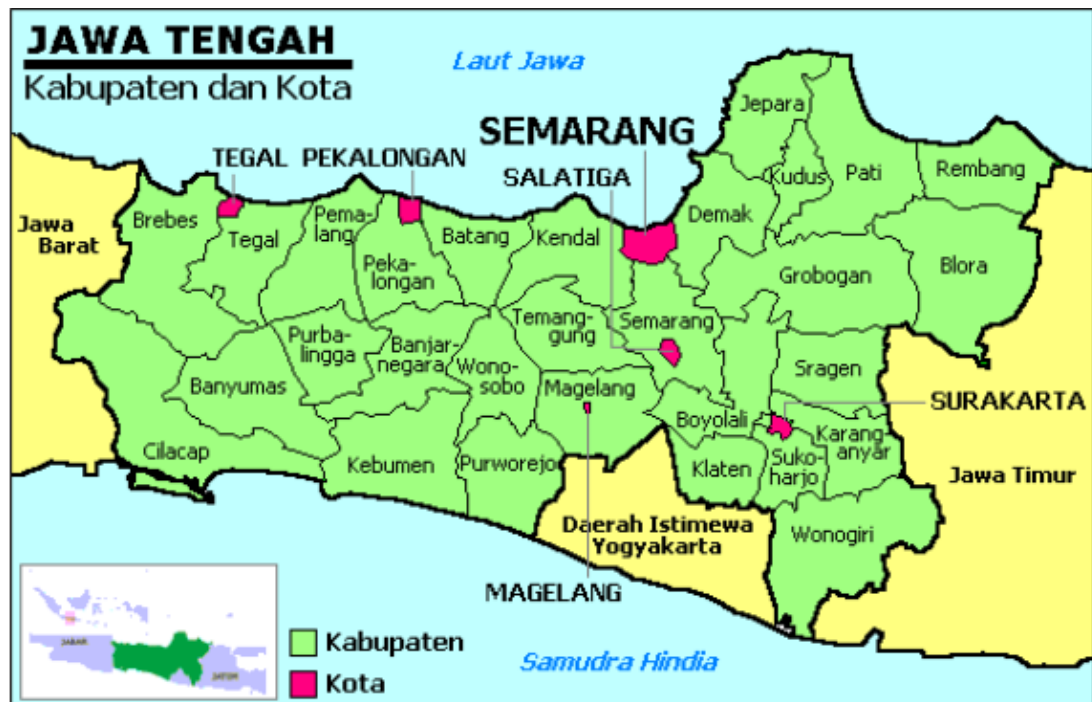 JAWA TENGAH
Kabupaten dan Kota
Laut Jawa
SEMARANG
TEGAL
PEKALONGAN
SALATIGA
Jepara
Kudus
Pati
Rembang
Brebes
Tegal
Pema-
lang
Peka-
longan
Batang
Kendal
Demak
Grobogan
Blora
Jawa
Barat
Temang-
gung
Semarang
Purba-
lingga
Banjar-
negara
Wono-
sobo
Banyumas
Magelang
Boyolali
Sragen
SURAKARTA
Karang-
anyar
Cilacap
Kebumen
Purworejo
Klaten
Suko-
harjo
Jawa Timur
Daerah Istimewa
Yogyakarta
Wonogiri
MAGELANG
Kabupaten
Kota
Samudra Hindia
JABAR
JATIM